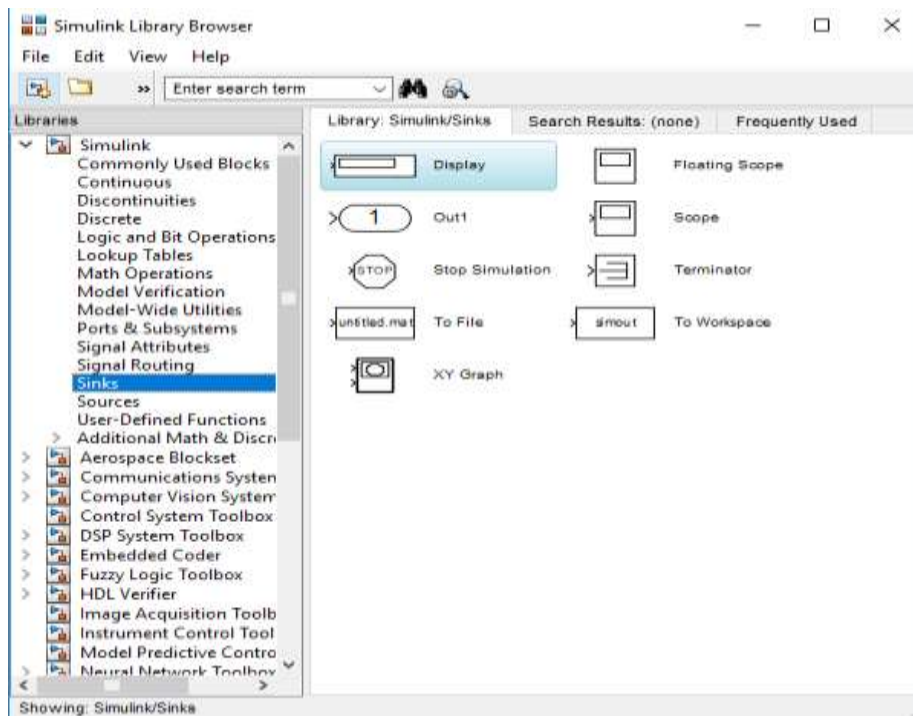 Simulink Library Browser
File Edit View Help
» Enter search term
Libraries
Simulink
Commonly Used Blocks
Continuous
Discontinuities
Discrete
Logic and Bit Operations
Lookup Tables
Math Operations
Model Verification
Model-Wide Utilities
Ports & Subsystems
Signal Attributes
Signal Routing
Sinks
Sources
User-Defined Functions
Additional Math & Discr
Aerospace Blockset
Communications System
Computer Vision System
Control System Toolbox
DSP System Toolbox
Embedded Coder
Fuzzy Logic Toolbox
HDL Verifier
Image Acquisition Toolb
Instrument Control Tool
Model Predictive Contro
Neural Network Toolbox
Library: Simulink/Sinks Search Results: (none) Frequently Used
Display Floating Scope
1 Out1 Scope
STOP Stop Simulation Terminator
untitled.mat To File simout To Workspace
XY Graph
Showing: Simulink/Sinks